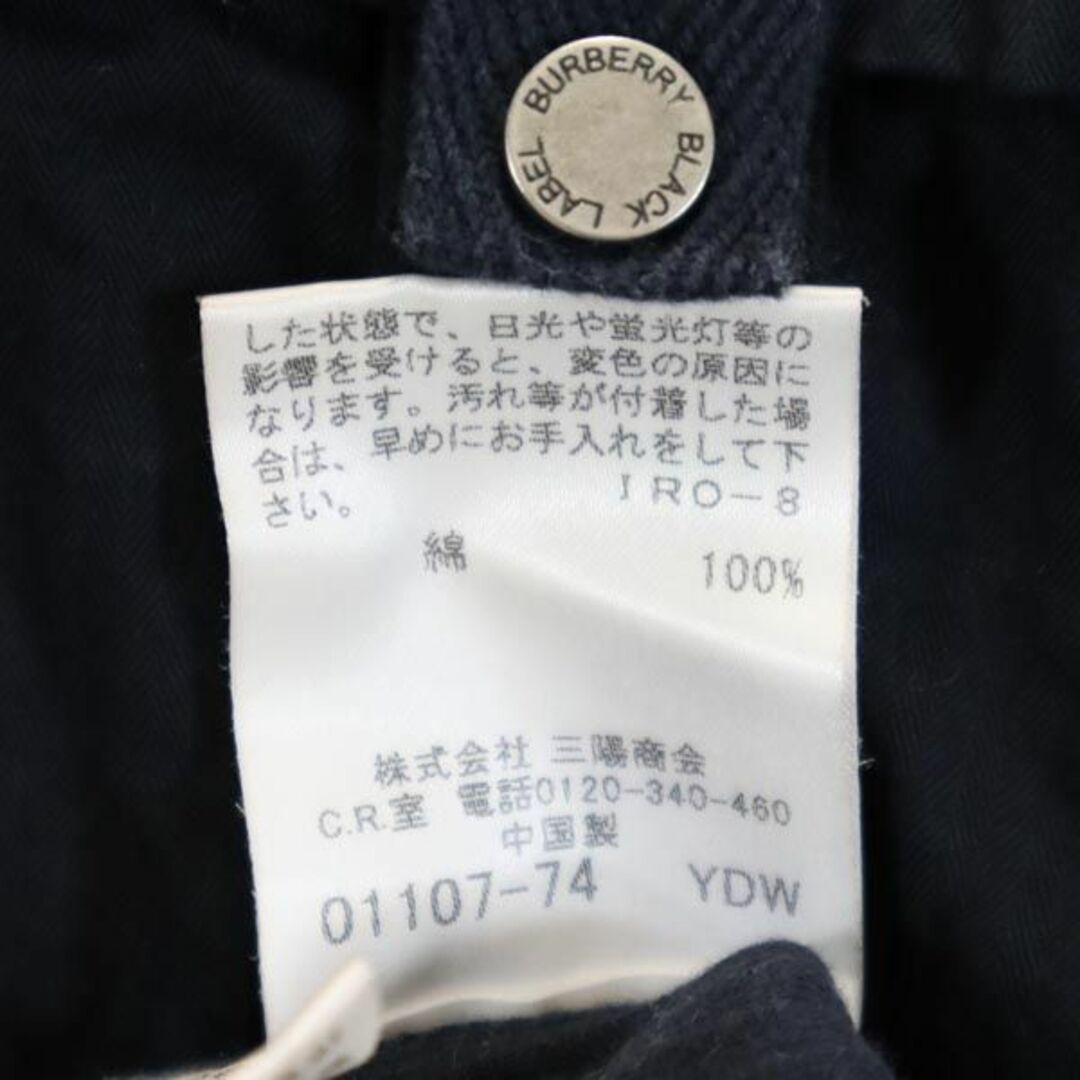 BURBERRY BLACK LABEL
した状態で、日光や蛍光灯等の
影響を受けると、変色の原因に
なります。汚れ等が付着した場
合は、早めにお手入れをして下
さい。 IRO-8
綿 100%
株式会社 三陽商会
C.R.室 電話0120-340-460
中国製
01107-74 YDW